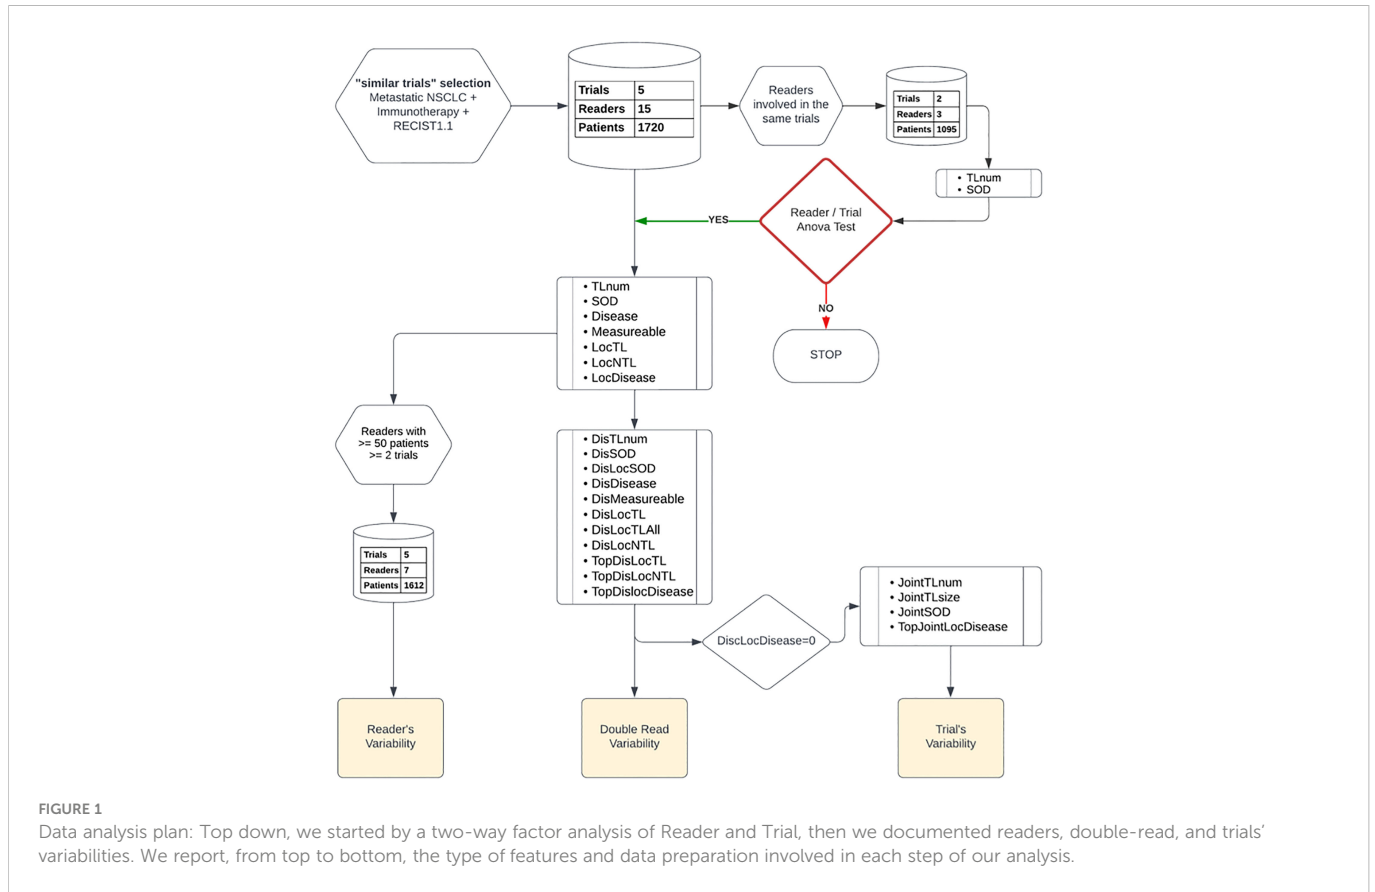 "similar trials" selection
Metastatic NSCLC +
Immunotherapy +
RECIST1.1
Trials 5
Readers 15
Patients 1720
Readers
involved in the
same trials
Trials 2
Readers 3
Patients 1095
• TLnum
• SOD
Reader / Trial
Anova Test
YES
NO
STOP
• TLnum
• SOD
• Disease
• Measureable
• LocTL
• LocNTL
• LocDisease
Readers with
>= 50 patients
>= 2 trials
Trials 5
Readers 7
Patients 1612
• DisTLnum
• DisSOD
• DisLocSOD
• DisDisease
• DisMeasureable
• DisLocTL
• DisLocTLAll
• DisLocNTL
• TopDisLocTL
• TopDisLocNTL
• TopDislocDisease
DiscLocDisease=0
• JointTLnum
• JointTLsize
• JointSOD
• TopJointLocDisease
Reader's
Variability
Double Read
Variability
Trial's
Variability
FIGURE 1
Data analysis plan: Top down, we started by a two-way factor analysis of Reader and Trial, then we documented readers, double-read, and trials’
variabilities. We report, from top to bottom, the type of features and data preparation involved in each step of our analysis.